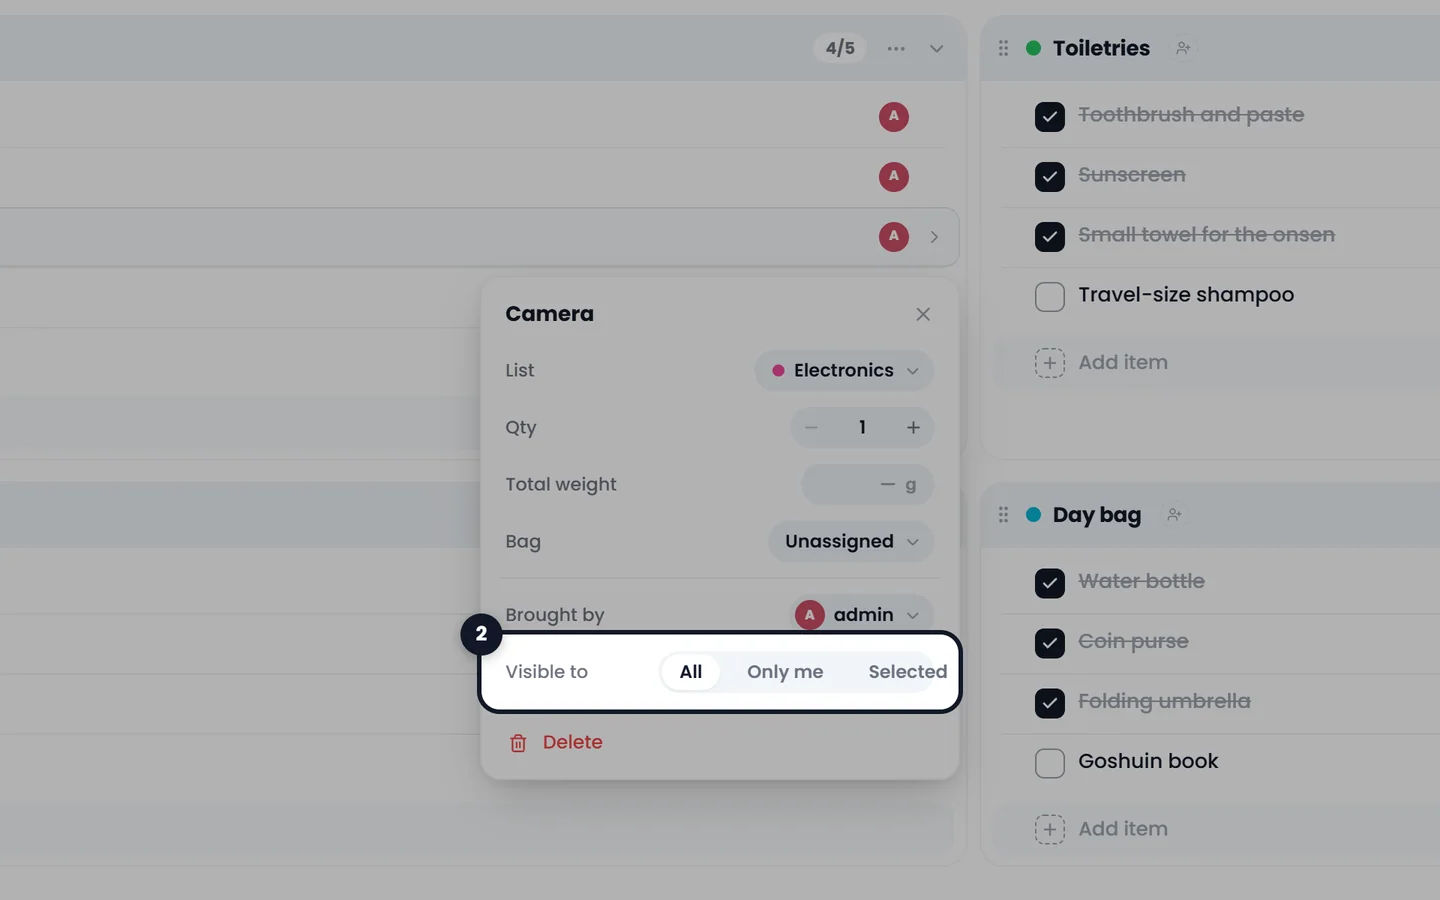 4/5
Toiletries
A
Toothbrush and paste
A
Sunscreen
A
Small towel for the onsen
Travel-size shampoo
Add item
Camera
List
Electronics
Qty
1
Total weight
— g
Bag
Unassigned
Brought by
A admin
2
Visible to
All
Only me
Selected
Delete
Day bag
Water bottle
Coin purse
Folding umbrella
Goshuin book
Add item